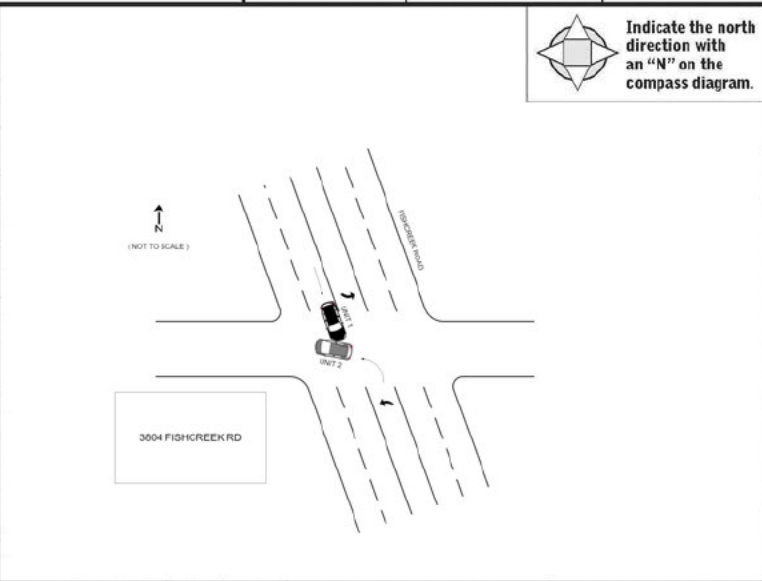 Indicate the north
direction with
an “N” on the
compass diagram.
N
( NOT TO SCALE )
FISHCREEK ROAD
UNIT 1
UNIT 2
3604 FISHCREEK RD